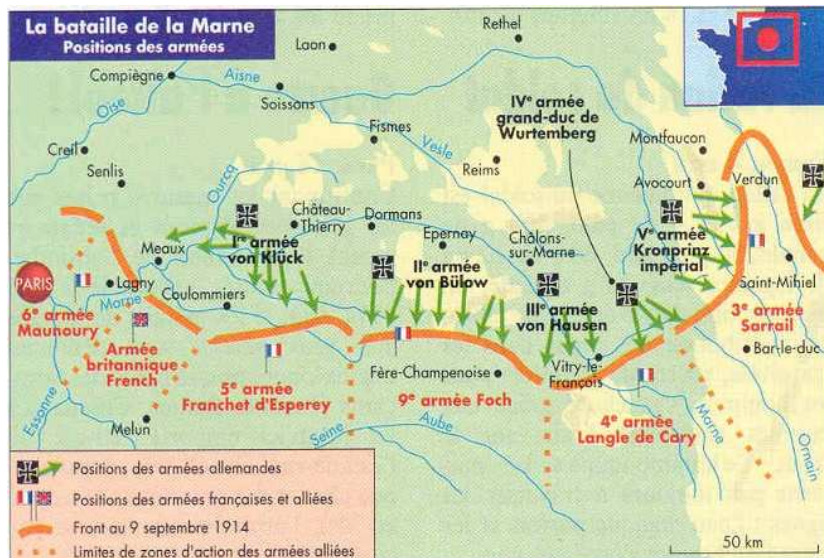 La bataille de la Marne
Positions des armées
Rethel
Laon
Compiègne
Aisne
Soissons
Oise
IVe armée
grand-duc de
Wurtemberg
Fismes
Vesle
Montfaucon
Creil
Senlis
Reims
Avocourt
Verdun
Ourcq
Château-
Thierry
Dormans
Epernay
Châlons-
sur-Marne
Ve armée
Kronprinz
impérial
Meaux
Ire armée
von Klück
IIe armée
von Bülow
IIIe armée
von Hausen
Saint-Mihiel
PARIS
Lagny
Marne
Coulommiers
6e armée
Maunoury
Armée
britannique
French
3e armée
Sarrail
Bar-le-duc
Vitry-le-
François
Fère-Champenoise
5e armée
Franchet d'Esperey
9e armée Foch
4e armée
Langle de Cary
Marne
Ornain
Essonne
Melun
Seine
Aube
Positions des armées allemandes
Positions des armées françaises et alliées
Front au 9 septembre 1914
Limites de zones d'action des armées alliées
50 km